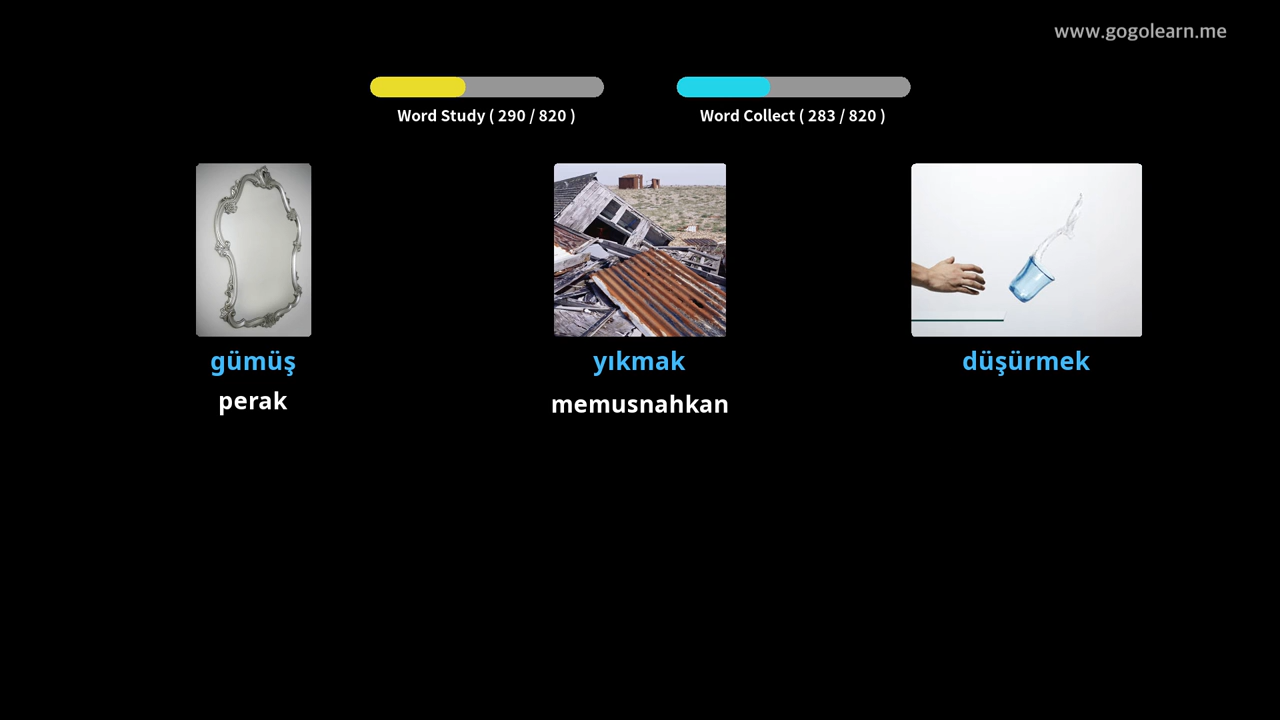 www.gogolearn.me
Word Study ( 290 / 820 )
Word Collect ( 283 / 820 )
gümüş
perak
yıkmak
memusnahkan
düşürmek